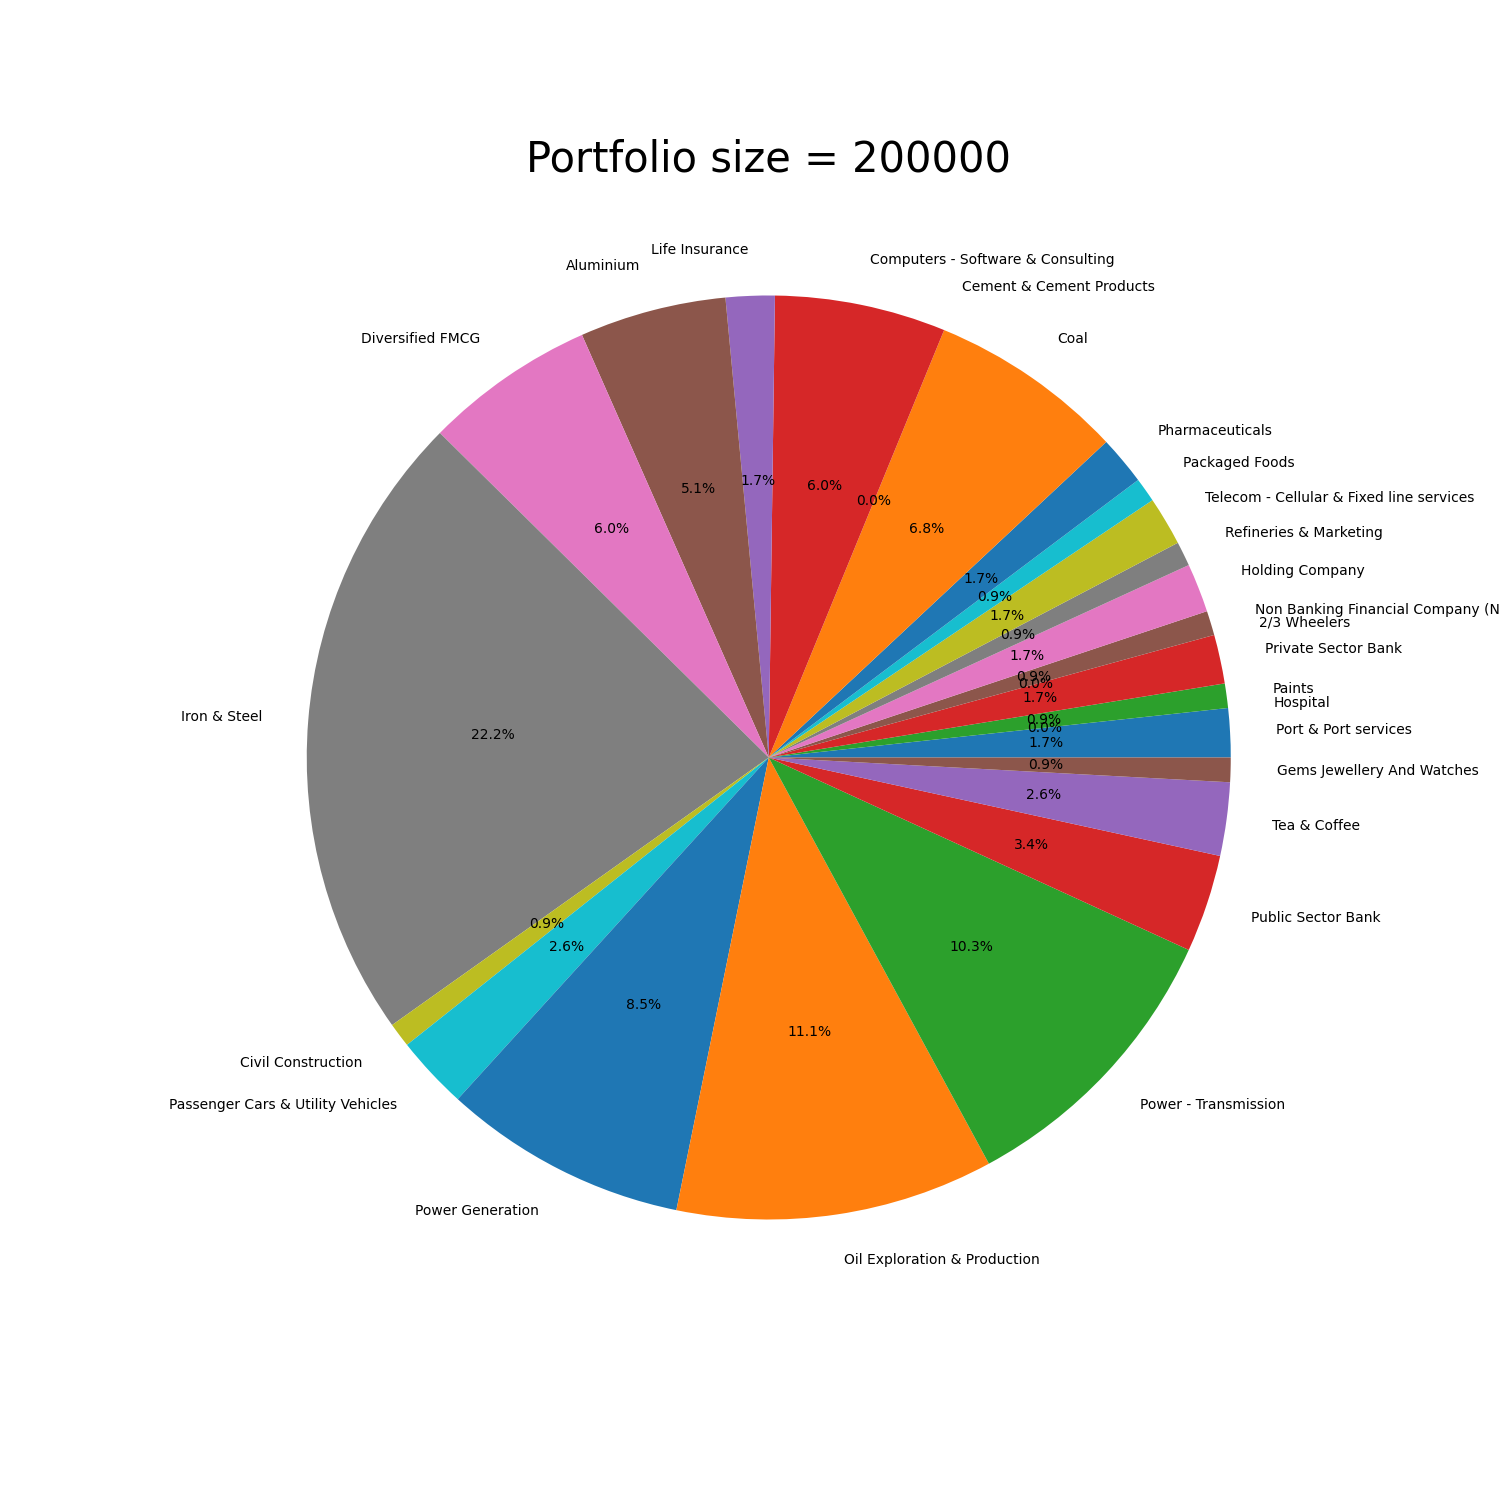 Portfolio size = 200000
Life Insurance
Computers - Software & Consulting
Aluminium
Cement & Cement Products
Diversified FMCG
Coal
Pharmaceuticals
Packaged Foods
1.7%
6.0%
5.1%
0.0%
Telecom - Cellular & Fixed line services
6.0%
6.8%
Refineries & Marketing
Holding Company
1.7%
0.9%
Non Banking Financial Company (N
1.7%
2/3 Wheelers
0.9%
Private Sector Bank
1.7%
0.9%
0.0%
Paints
1.7%
Hospital
Iron & Steel
0.9%
0.0%
Port & Port services
22.2%
1.7%
0.9%
Gems Jewellery And Watches
2.6%
Tea & Coffee
3.4%
Public Sector Bank
0.9%
2.6%
10.3%
8.5%
11.1%
Civil Construction
Passenger Cars & Utility Vehicles
Power - Transmission
Power Generation
Oil Exploration & Production